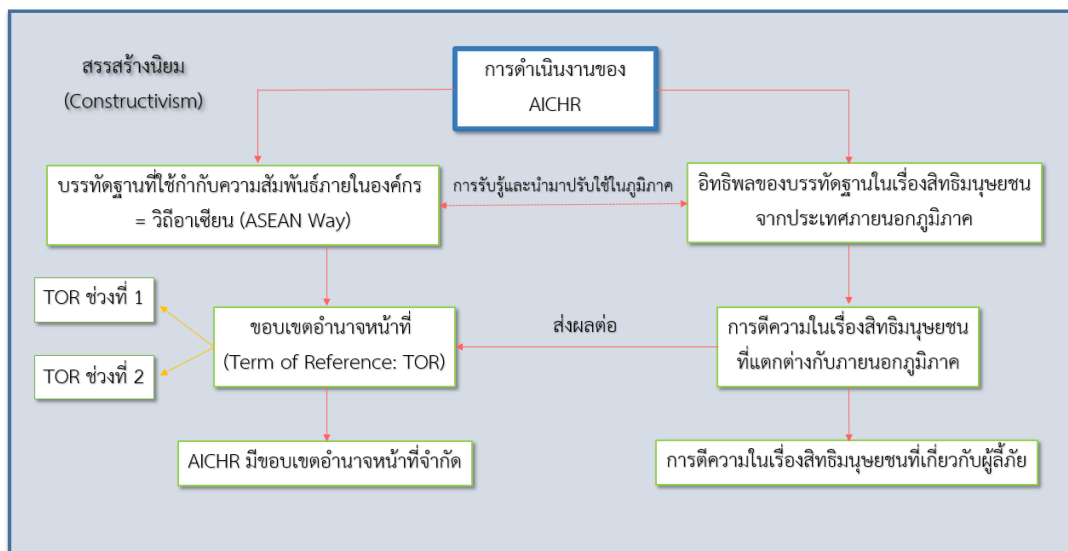 สรรสร้างนิยม
(Constructivism)
การดำเนินงานของ
AICHR
บรรทัดฐานที่ใช้กำกับความสัมพันธ์ภายในองค์กร
= วิถีอาเซียน (ASEAN Way)
การรับรู้และนำมาปรับใช้ในภูมิภาค
อิทธิพลของบรรทัดฐานในเรื่องสิทธิมนุษยชน
จากประเทศภายนอกภูมิภาค
TOR ช่วงที่ 1
TOR ช่วงที่ 2
ขอบเขตอำนาจหน้าที่
(Term of Reference: TOR)
ส่งผลต่อ
การตีความในเรื่องสิทธิมนุษยชน
ที่แตกต่างกับภายนอกภูมิภาค
AICHR มีขอบเขตอำนาจหน้าที่จำกัด
การตีความในเรื่องสิทธิมนุษยชนที่เกี่ยวกับผู้ลี้ภัย